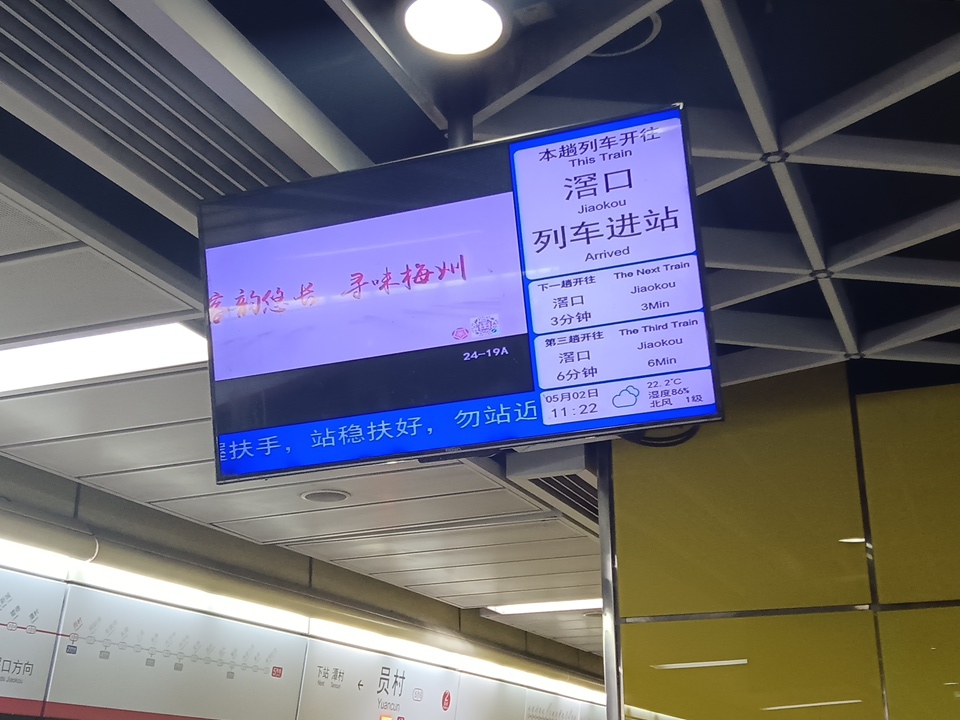 本趟列车开往
This Train
滘口
Jiaokou
列车进站
Arrived
下一趟开往 The Next Train
滘口 Jiaokou
3分钟 3Min
第三趟开往 The Third Train
滘口 Jiaokou
6分钟 6Min
05月02日
11:22
22.2℃
湿度86%
北风 1级
韵悠长 寻味梅州
24-19A
扶手，站稳扶好，勿站近
口方向
下站 潭村
员村
Yuancun